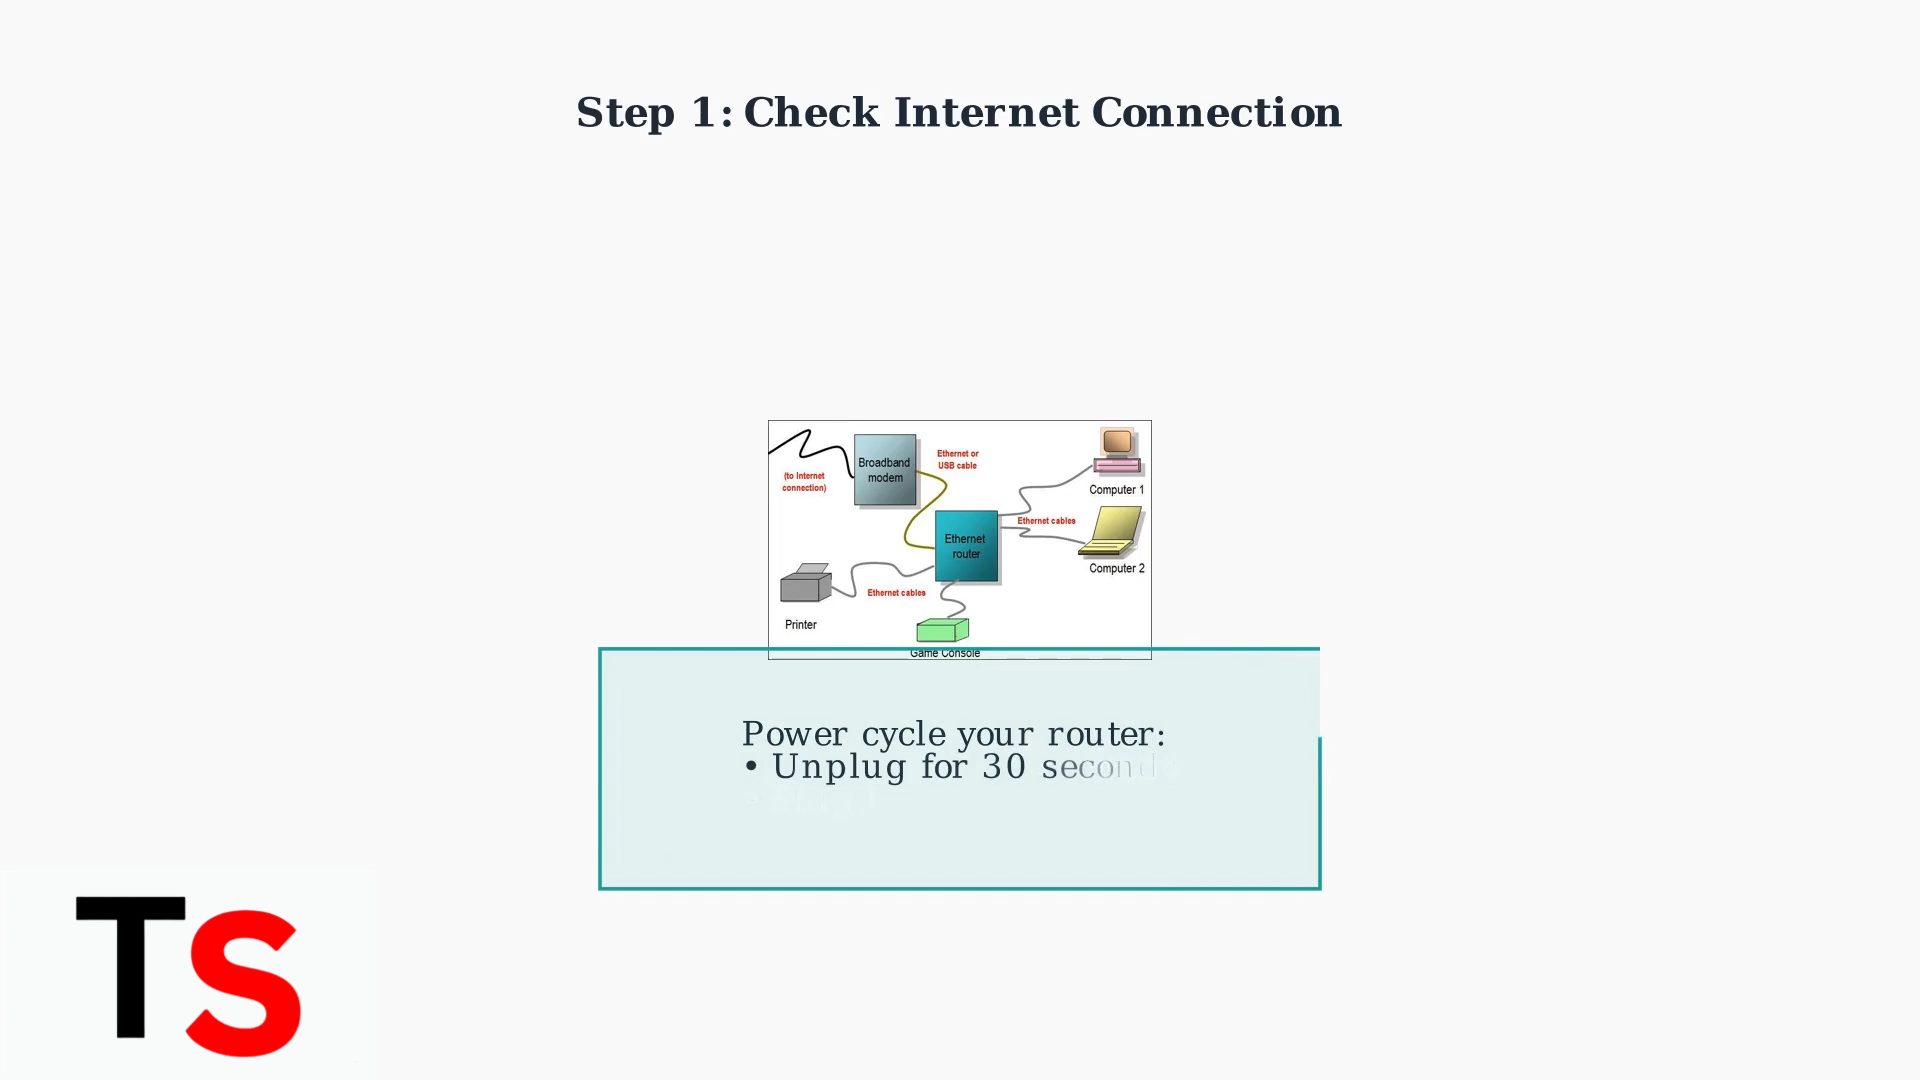 Step 1: Check Internet Connection
(to Internet
connection)
Broadband
modem
Ethernet or
USB cable
Computer 1
Ethernet cables
Ethernet
router
Computer 2
Ethernet cables
Printer
Game Console
Power cycle your router:
• Unplug for 30 seconds
TS